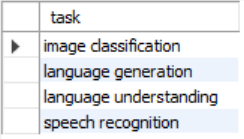 task
image classification
language generation
language understanding
speech recognition